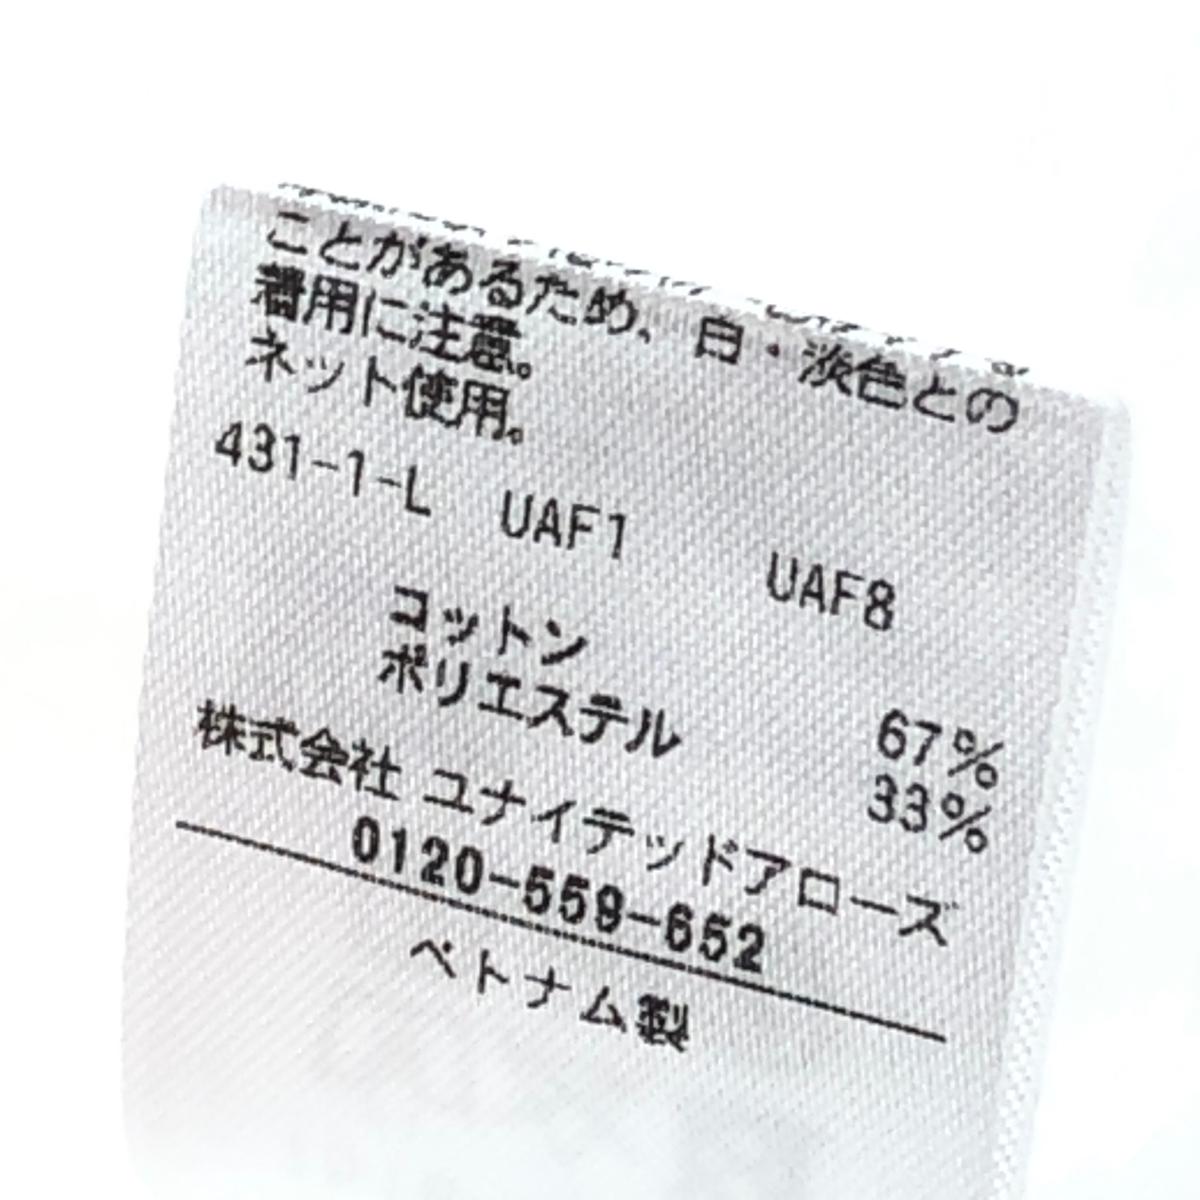 ことがあるため、白・淡色との
着用に注意。
ネット使用。
431-1-L UAF1 UAF8
コットン 67%
ポリエステル 33%
株式会社 ユナイテッドアローズ
0120-559-652
ベトナム製